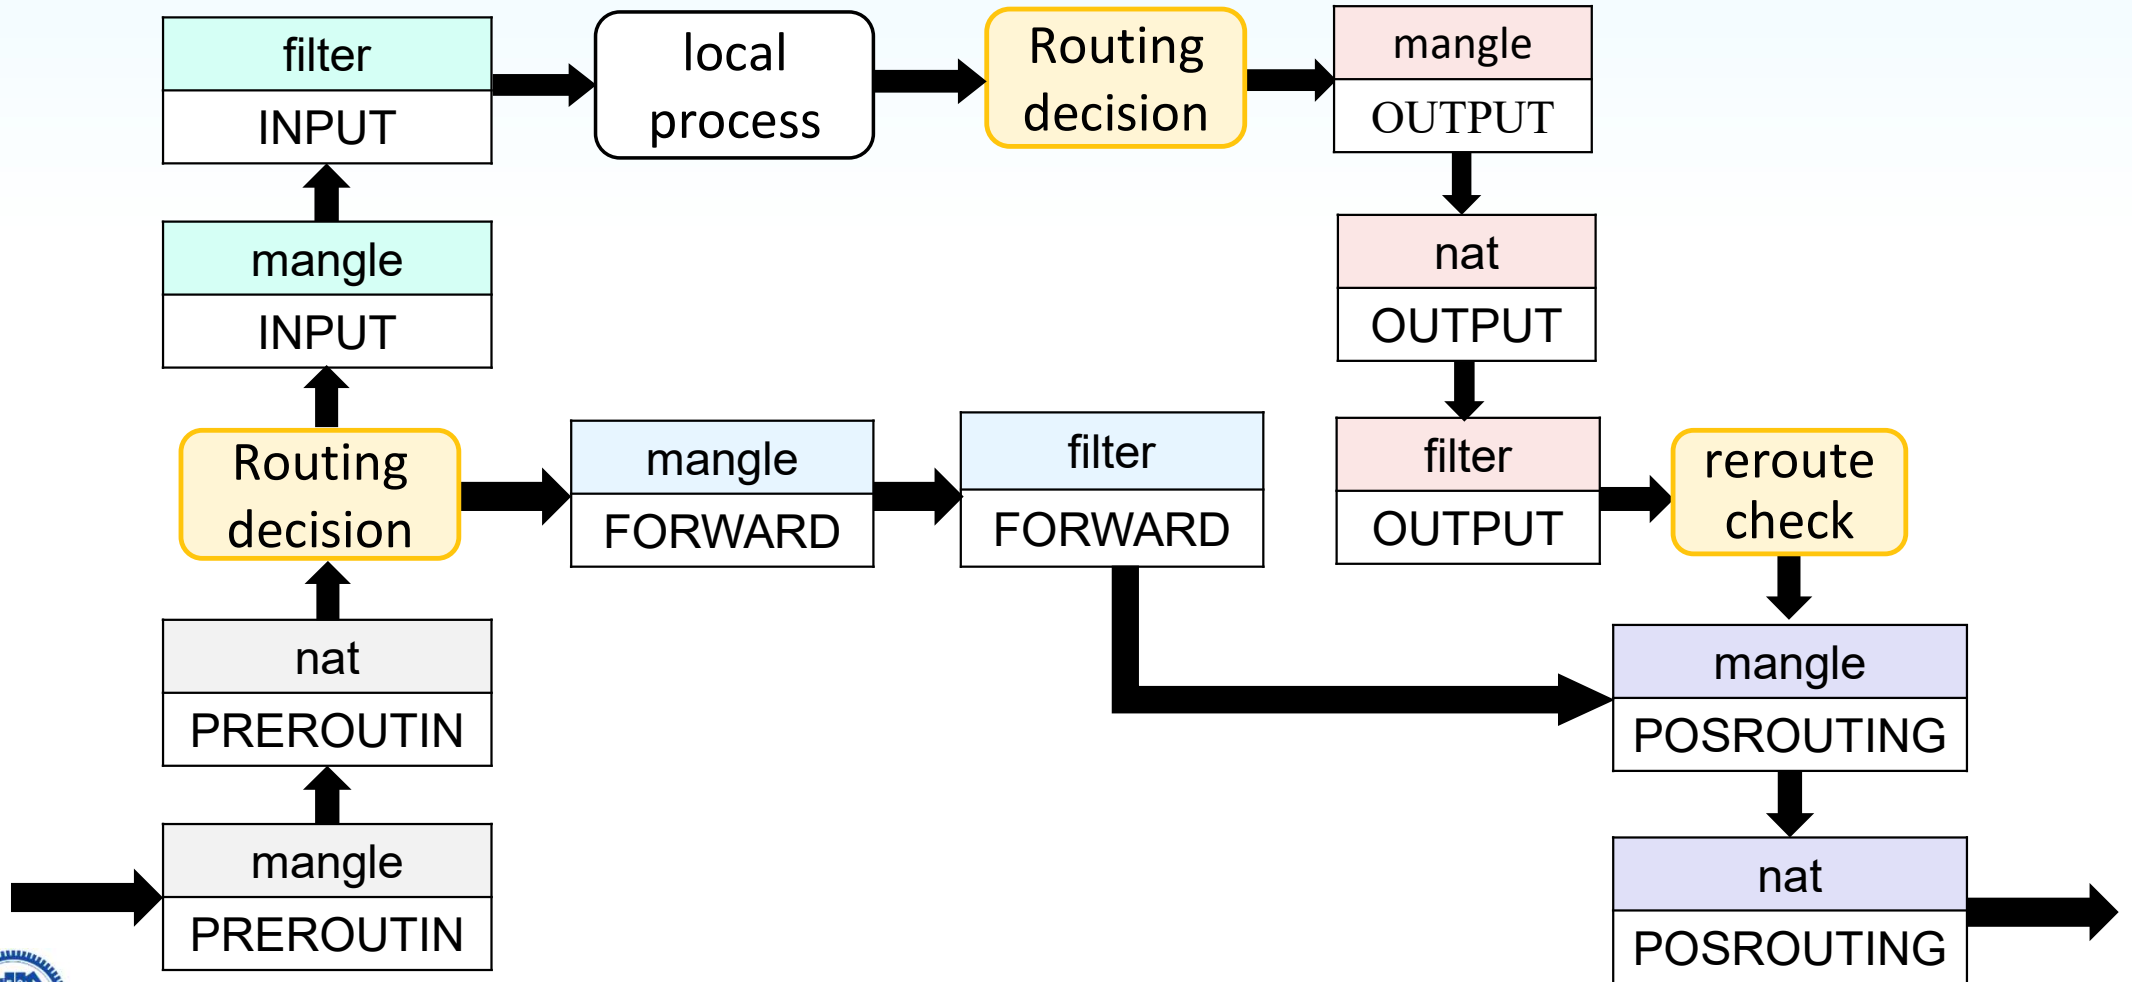 filter
INPUT
local
process
Routing
decision
mangle
OUTPUT
mangle
INPUT
nat
OUTPUT
Routing
decision
mangle
FORWARD
filter
FORWARD
filter
OUTPUT
reroute
check
nat
PREROUTIN
mangle
POSROUTING
mangle
PREROUTIN
nat
POSROUTING